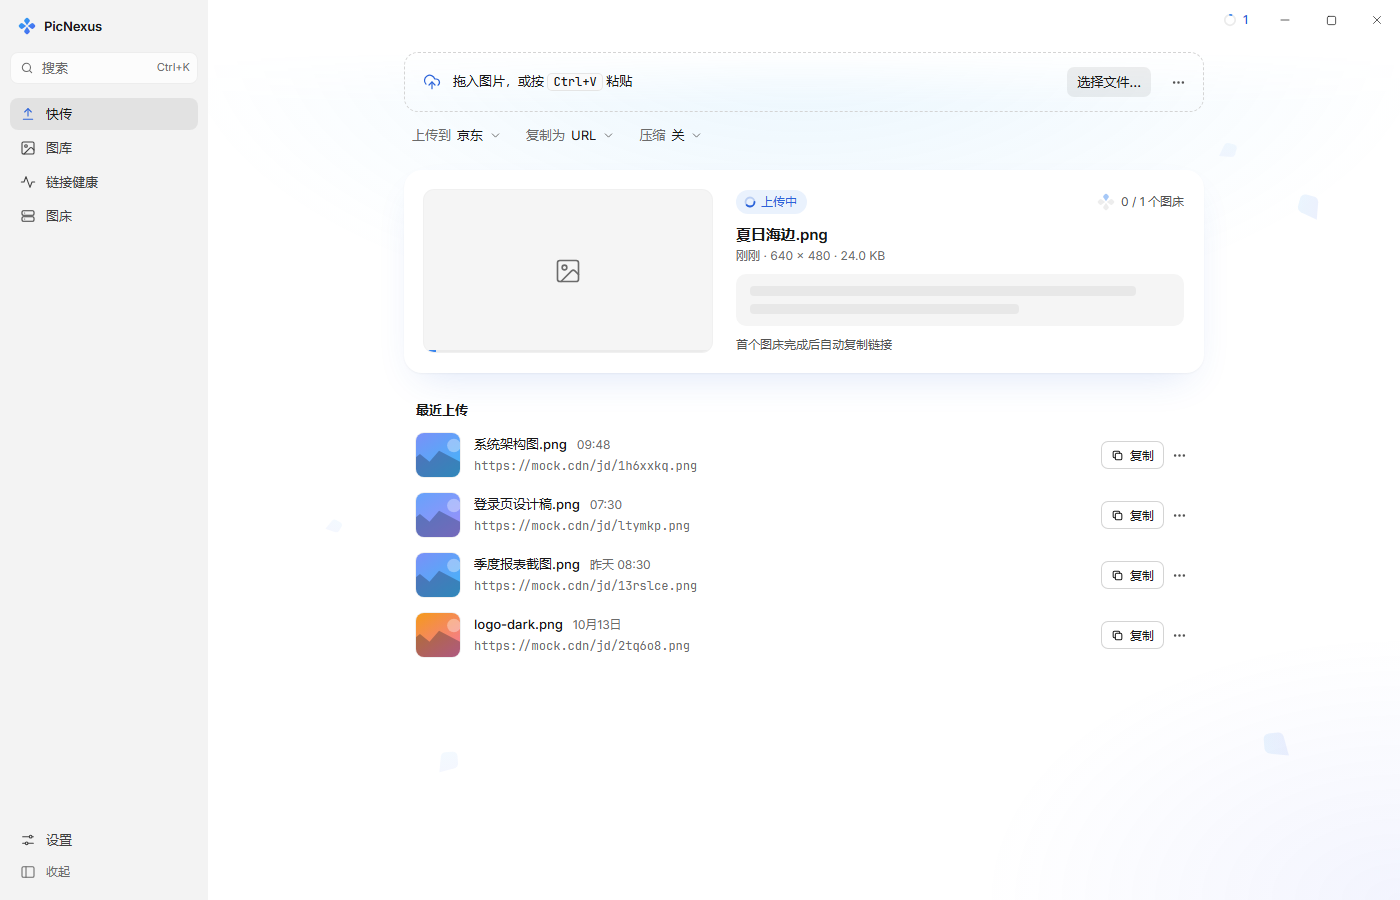 PicNexus
1
搜索 Ctrl+K
快传
图库
链接健康
图床
拖入图片，或按 Ctrl+V 粘贴
选择文件...
上传到 京东
复制为 URL
压缩 关
上传中
0 / 1 个图床
夏日海边.png
刚刚 · 640 × 480 · 24.0 KB
首个图床完成后自动复制链接
最近上传
系统架构图.png 09:48
https://mock.cdn/jd/1h6xxkq.png
复制
登录页设计稿.png 07:30
https://mock.cdn/jd/ltymkp.png
复制
季度报表截图.png 昨天 08:30
https://mock.cdn/jd/13rslce.png
复制
logo-dark.png 10月13日
https://mock.cdn/jd/2tq6o8.png
复制
设置
收起